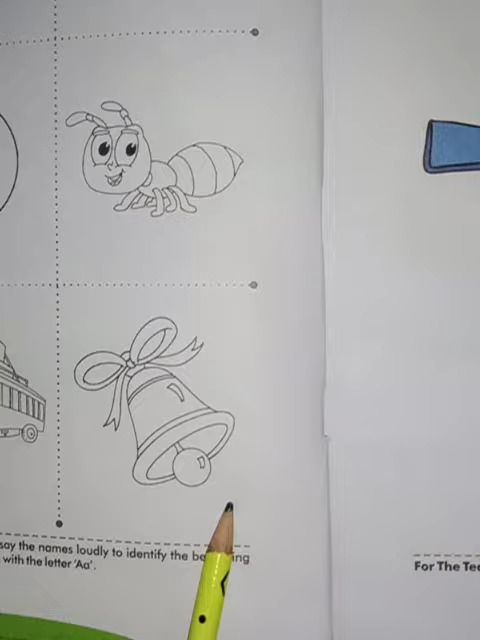 say the names loudly to identify the
with the letter 'Aa'.
For The